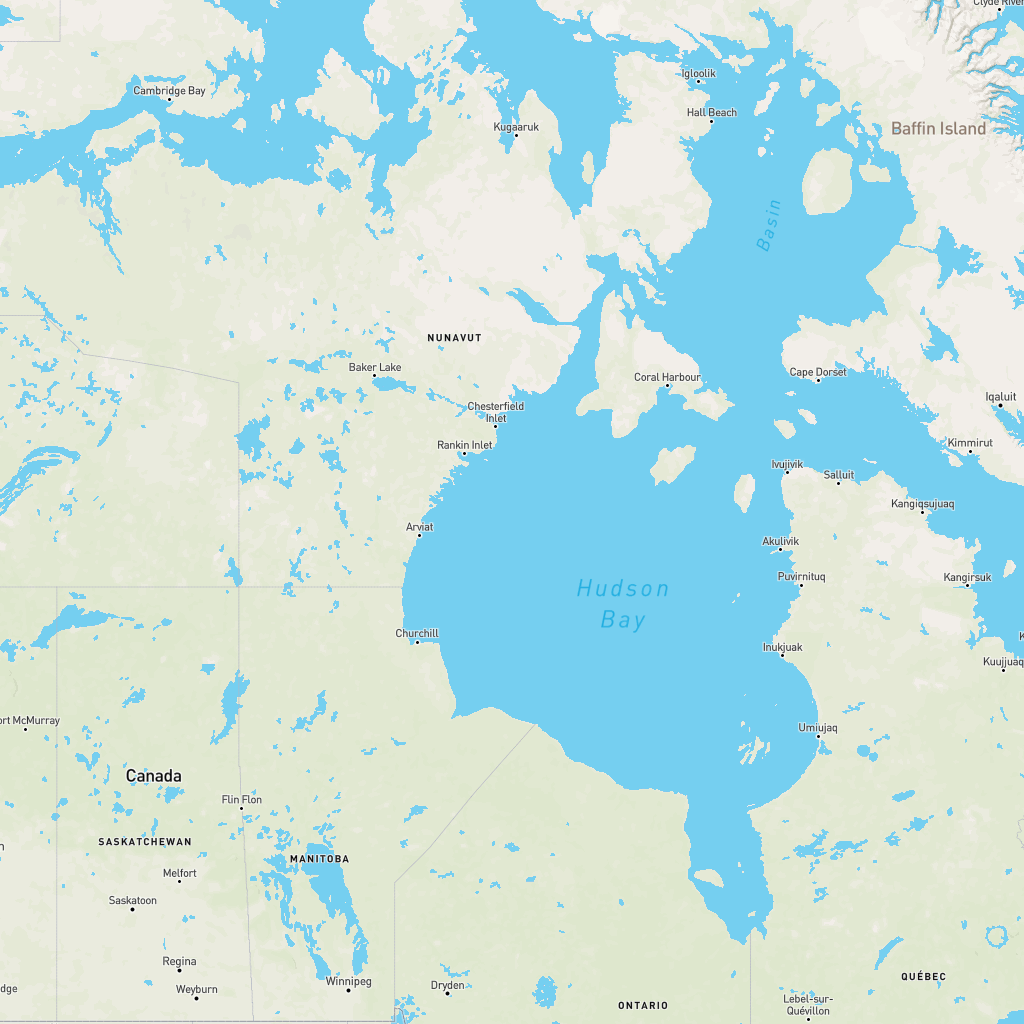 Clyde River
Igloolik
Cambridge Bay
Hall Beach
Kugaaruk
Baffin Island
Basin
NUNAVUT
Baker Lake
Coral Harbour
Cape Dorset
Chesterfield
Inlet
Iqaluit
Rankin Inlet
Kimmirut
Ivujivik
Salluit
Kangiqsujuaq
Arviat
Akulivik
Puvirnituq
Kangirsuk
Hudson
Bay
Churchill
Inukjuak
K
Kuujjuaq
ort McMurray
Umiujaq
Canada
Flin Flon
SASKATCHEWAN
n
MANITOBA
Melfort
Saskatoon
Regina
QUÉBEC
Winnipeg
Dryden
dge
Weyburn
ONTARIO
Lebel-sur-
Quévillon